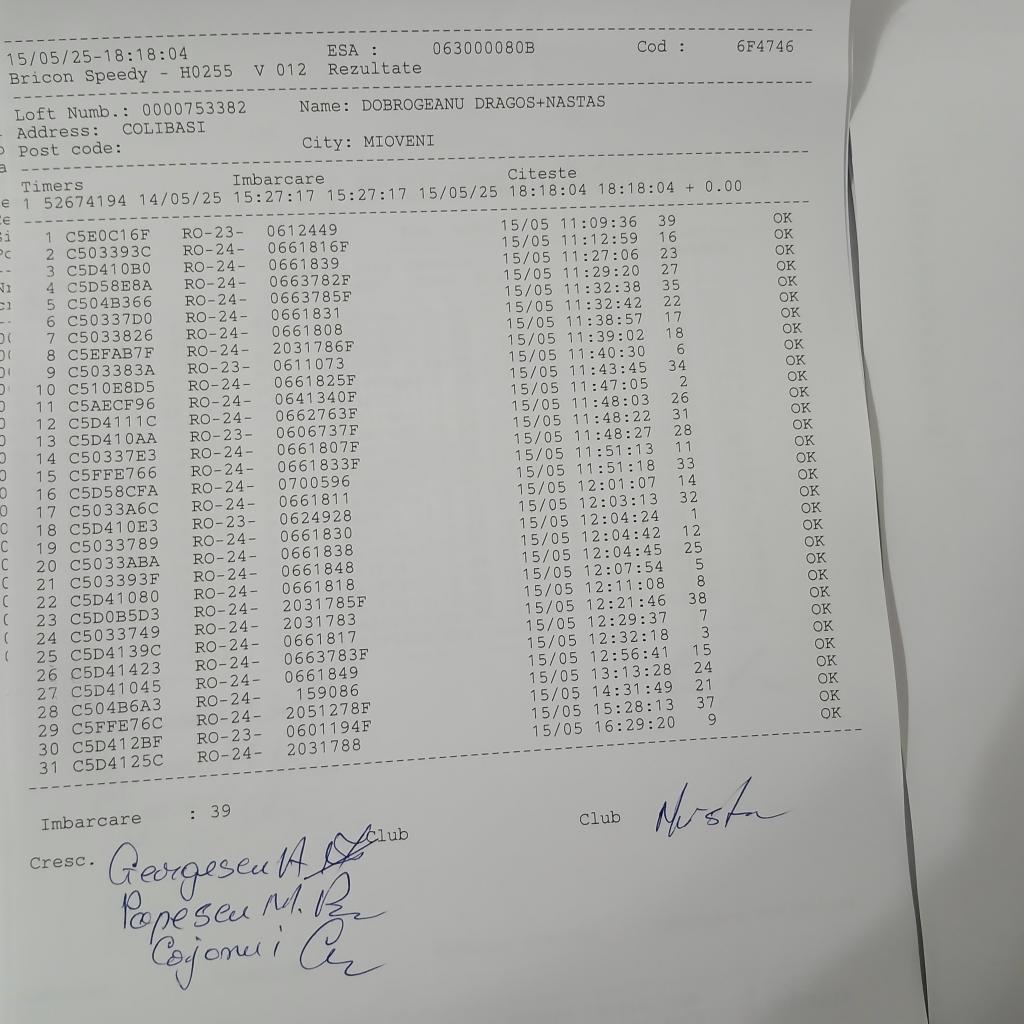 15/05/25-18:18:04 ESA : 063000080B Cod : 6F4746
Bricon Speedy - H0255 V 012 Rezultate
Loft Numb.: 0000753382 Name: DOBROGEANU DRAGOS+NASTAS
Address: COLIBASI
Post code: City: MIOVENI
Timers Imbarcare Citeste
1 52674194 14/05/25 15:27:17 15:27:17 15/05/25 18:18:04 18:18:04 + 0.00
1 C5E0C16F RO-23- 0612449 15/05 11:09:36 39 OK
2 C503393C RO-24- 0661816F 15/05 11:12:59 16 OK
3 C5D410B0 RO-24- 0661839 15/05 11:27:06 23 OK
4 C5D58E8A RO-24- 0663782F 15/05 11:29:20 27 OK
5 C504B366 RO-24- 0663785F 15/05 11:32:38 35 OK
6 C50337D0 RO-24- 0661831 15/05 11:32:42 22 OK
7 C5033826 RO-24- 0661808 15/05 11:38:57 17 OK
8 C5EFAB7F RO-24- 2031786F 15/05 11:39:02 18 OK
9 C503383A RO-23- 0611073 15/05 11:40:30 6 OK
10 C510E8D5 RO-24- 0661825F 15/05 11:43:45 34 OK
11 C5AECF96 RO-24- 0641340F 15/05 11:47:05 2 OK
12 C5D4111C RO-24- 0662763F 15/05 11:48:03 26 OK
13 C5D410AA RO-23- 0606737F 15/05 11:48:22 31 OK
14 C50337E3 RO-24- 0661807F 15/05 11:48:27 28 OK
15 C5FFE766 RO-24- 0661833F 15/05 11:51:13 11 OK
16 C5D58CFA RO-24- 0700596 15/05 11:51:18 33 OK
17 C5033A6C RO-24- 0661811 15/05 12:01:07 14 OK
18 C5D410E3 RO-23- 0624928 15/05 12:03:13 32 OK
19 C5033789 RO-24- 0661830 15/05 12:04:24 1 OK
20 C5033ABA RO-24- 0661838 15/05 12:04:42 12 OK
21 C503393F RO-24- 0661848 15/05 12:04:45 25 OK
22 C5D41080 RO-24- 0661818 15/05 12:07:54 5 OK
23 C5D0B5D3 RO-24- 2031785F 15/05 12:11:08 8 OK
24 C5033749 RO-24- 2031783 15/05 12:21:46 38 OK
25 C5D4139C RO-24- 0661817 15/05 12:29:37 7 OK
26 C5D41423 RO-24- 0663783F 15/05 12:32:18 3 OK
27 C5D41045 RO-24- 0661849 15/05 12:56:41 15 OK
28 C504B6A3 RO-24- 159086 15/05 13:13:28 24 OK
29 C5FFE76C RO-24- 2051278F 15/05 14:31:49 21 OK
30 C5D412BF RO-23- 0601194F 15/05 15:28:13 37 OK
31 C5D4125C RO-24- 2031788 15/05 16:29:20 9 OK
Imbarcare : 39
Cresc. Club Club
Georgescu A
Popescu M.